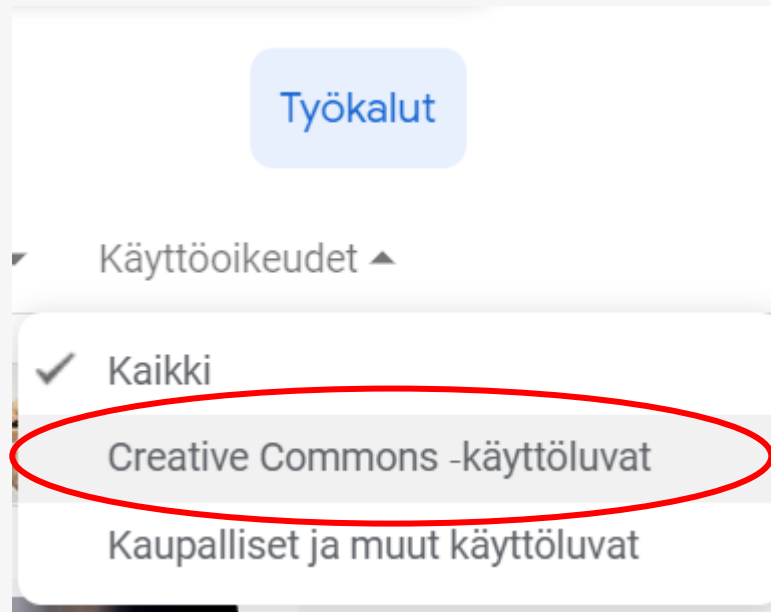 Työkalut
Käyttöoikeudet
Kaikki
Creative Commons -käyttöluvat
Kaupalliset ja muut käyttöluvat